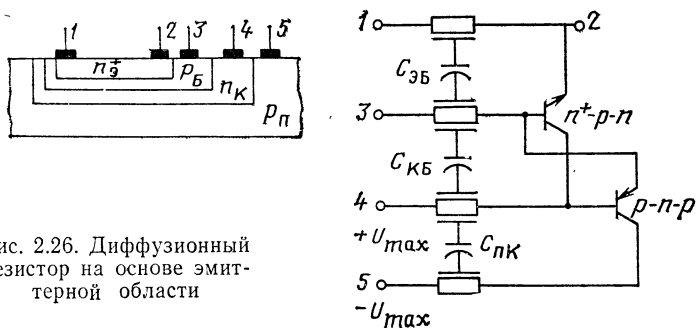 1 2 3 4 5
n⁺э pБ nК pП
1 2
CЭБ
3 n⁺-p-n
CКБ
4 p-n-p
+Umax CПК
5
-Umax
ис. 2.26. Диффузионный
езистор на основе эмит-
терной области